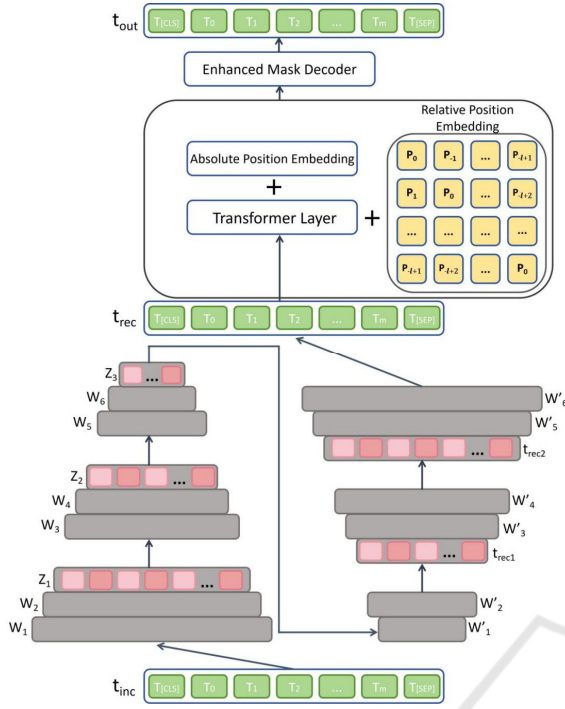 t_out T[CLS] T₀ T₁ T₂ ... Tₘ T[SEP]
Enhanced Mask Decoder
Relative Position
Embedding
Absolute Position Embedding
+
Transformer Layer +
P₀ P₋₁ ... P₋ₗ₊₁
P₁ P₀ ... P₋ₗ₊₂
... ... ... ...
P₋ₗ₊₁ P₋ₗ₊₂ ... P₀
t_rec T[CLS] T₀ T₁ T₂ ... Tₘ T[SEP]
Z₃ ...
W₆
W₅
Z₂ ...
W₄
W₃
Z₁ ...
W₂
W₁
W'₆
W'₅
... t_rec2
W'₄
W'₃
... t_rec1
W'₂
W'₁
t_inc T[CLS] T₀ T₁ T₂ ... Tₘ T[SEP]